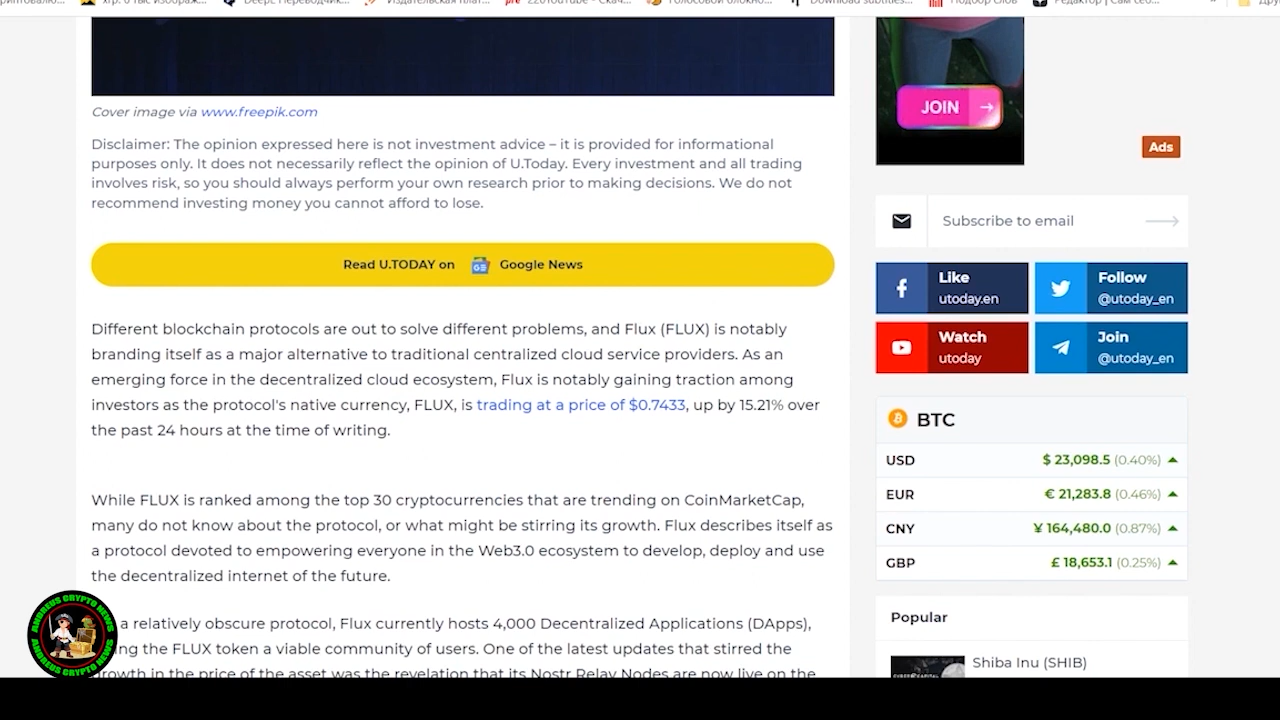 Cover image via www.freepik.com
Disclaimer: The opinion expressed here is not investment advice – it is provided for informational
purposes only. It does not necessarily reflect the opinion of U.Today. Every investment and all trading
involves risk, so you should always perform your own research prior to making decisions. We do not
recommend investing money you cannot afford to lose.
Read U.TODAY on Google News
Different blockchain protocols are out to solve different problems, and Flux (FLUX) is notably
branding itself as a major alternative to traditional centralized cloud service providers. As an
emerging force in the decentralized cloud ecosystem, Flux is notably gaining traction among
investors as the protocol's native currency, FLUX, is trading at a price of $0.7433, up by 15.21% over
the past 24 hours at the time of writing.
While FLUX is ranked among the top 30 cryptocurrencies that are trending on CoinMarketCap,
many do not know about the protocol, or what might be stirring its growth. Flux describes itself as
a protocol devoted to empowering everyone in the Web3.0 ecosystem to develop, deploy and use
the decentralized internet of the future.
a relatively obscure protocol, Flux currently hosts 4,000 Decentralized Applications (DApps),
the FLUX token a viable community of users. One of the latest updates that stirred the
growth in the price of the asset was the revelation that its Nostr Relay Nodes are now live on the
ANDREUS CRYPTO NEWS
ANDREUS CRYPTO NEWS
JOIN
Ads
Subscribe to email
Like
utoday.en
Follow
@utoday_en
Watch
utoday
Join
@utoday_en
BTC
USD $ 23,098.5 (0.40%)
EUR € 21,283.8 (0.46%)
CNY ¥ 164,480.0 (0.87%)
GBP £ 18,653.1 (0.25%)
Popular
Shiba Inu (SHIB)